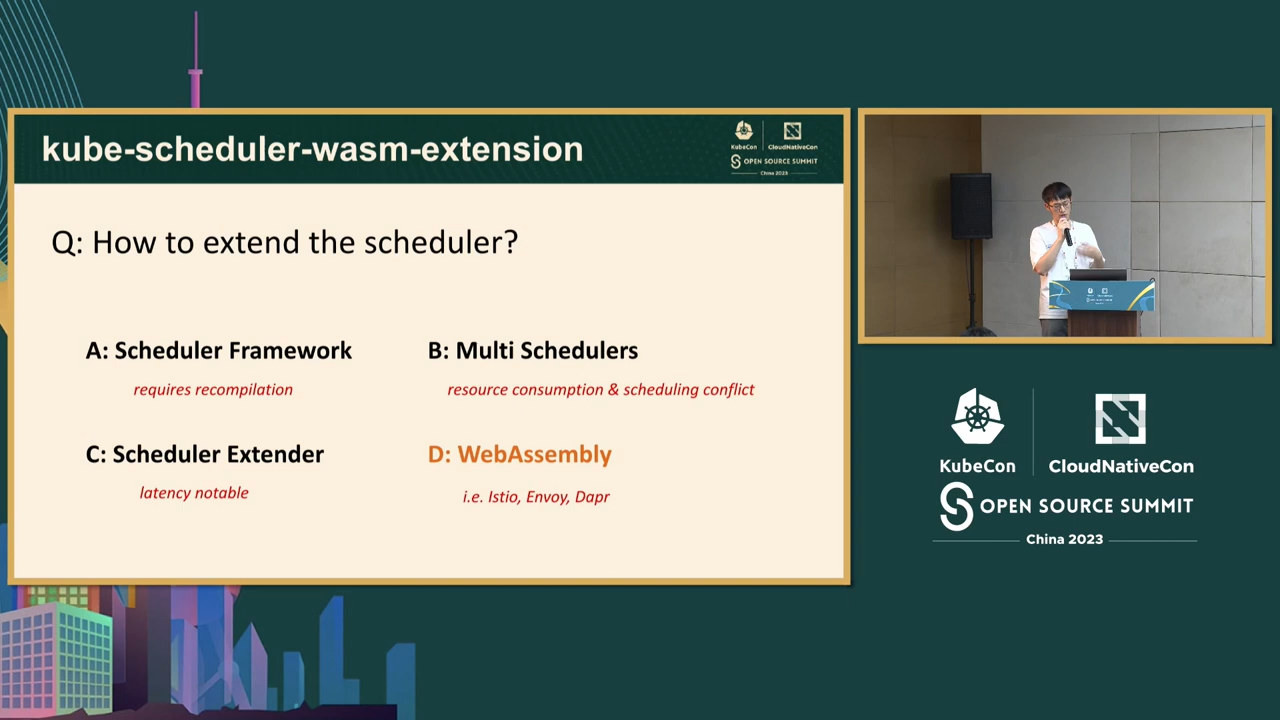 kube-scheduler-wasm-extension
KubeCon
CloudNativeCon
OPEN SOURCE SUMMIT
China 2023
Q: How to extend the scheduler?
A: Scheduler Framework
requires recompilation
B: Multi Schedulers
resource consumption & scheduling conflict
C: Scheduler Extender
latency notable
D: WebAssembly
i.e. Istio, Envoy, Dapr
KubeCon
CloudNativeCon
OPEN SOURCE SUMMIT
China 2023